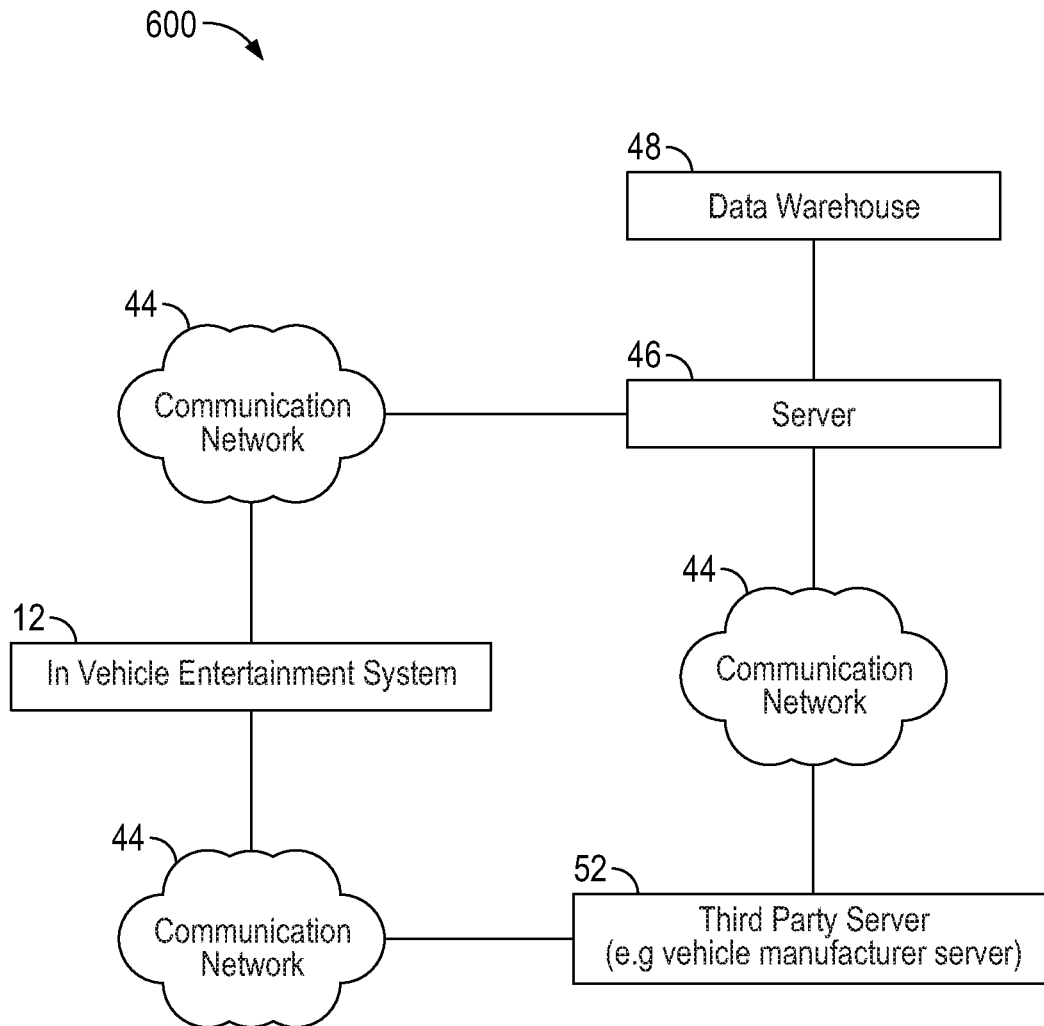 600
48
Data Warehouse
44
Communication
Network
46
Server
44
Communication
Network
12
In Vehicle Entertainment System
44
Communication
Network
52
Third Party Server
(e.g vehicle manufacturer server)